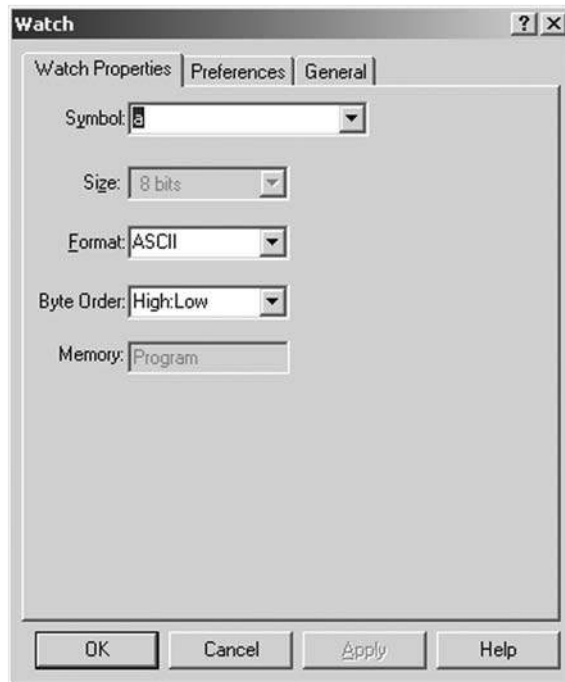 Watch
Watch Properties Preferences General
Symbol: a
Size: 8 bits
Format: ASCII
Byte Order: High:Low
Memory: Program
OK Cancel Apply Help